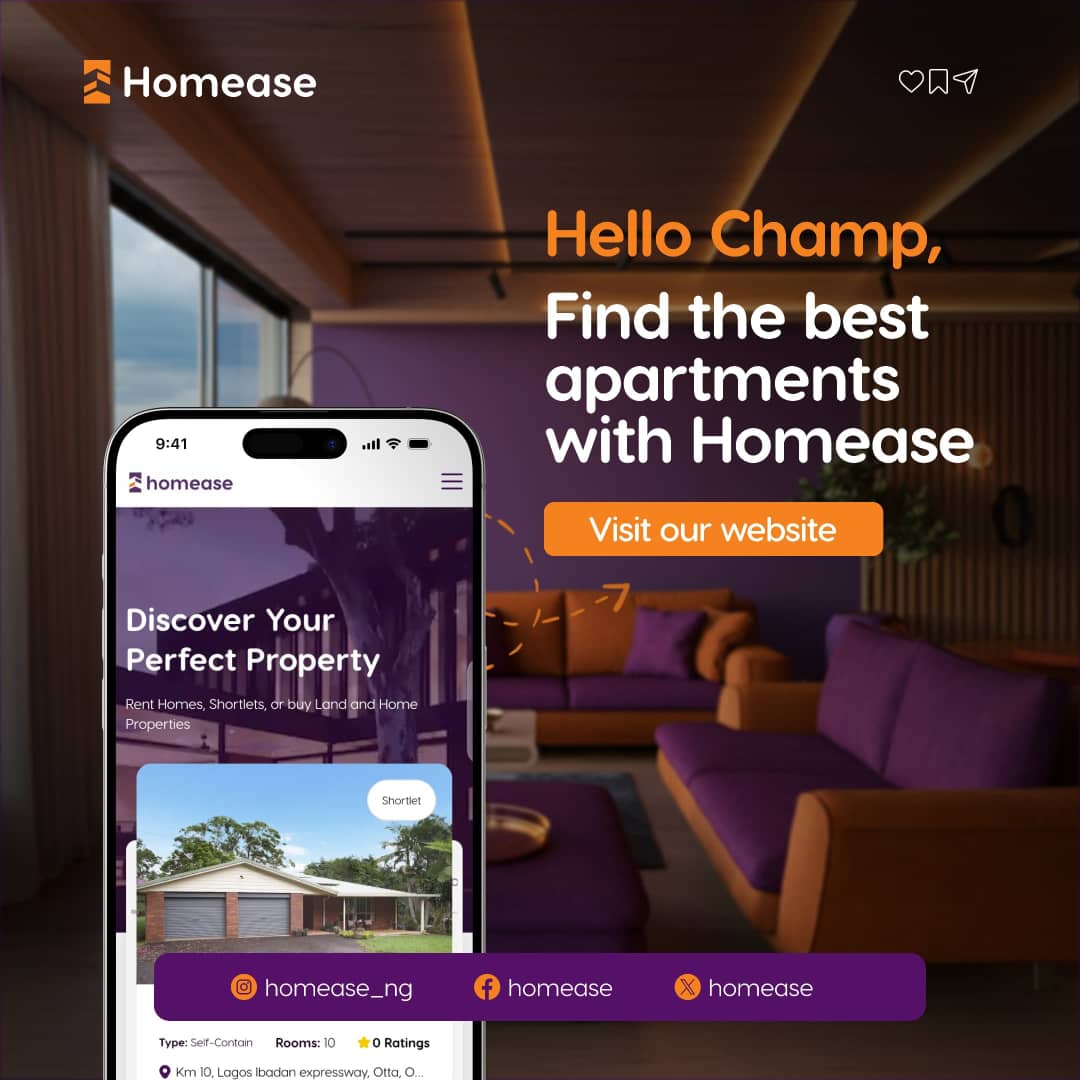 Homease
Hello Champ,
Find the best
apartments
with Homease
Visit our website
9:41
homease
Discover Your
Perfect Property
Rent Homes, Shortlets, or buy Land and Home
Properties
Shortlet
homease_ng
homease
homease
Type: Self-Contain Rooms: 10 0 Ratings
Km 10, Lagos Ibadan expressway, Otta, O...